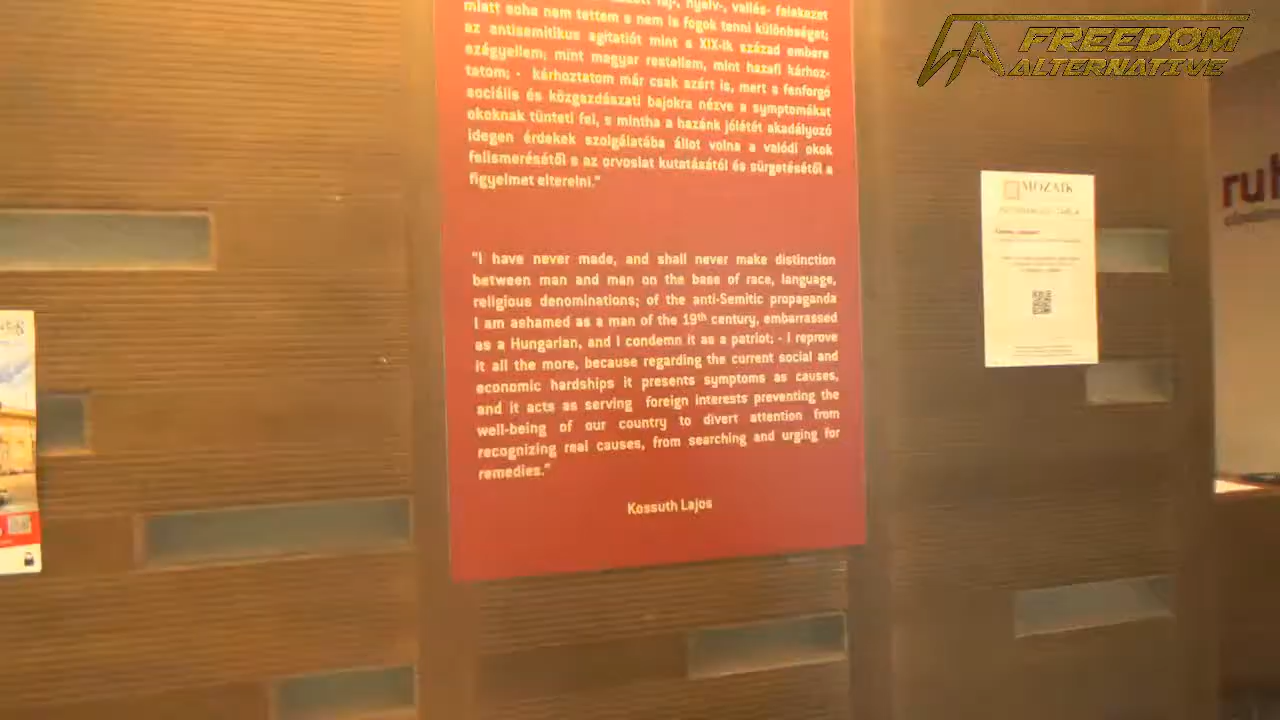 FREEDOM
ALTERNATIVE
nyelv-, vallás- felekezet
miatt soha nem tettem s nem is fogok tenni különbséget;
az antisemitikus agitatiót mint a XIX-ik század embere
szégyellem; mint magyar restellem, mint hazafi kárhoz-
tatom; - kárhoztatom már csak azért is, mert a fenforgó
sociális és közgazdászati bajokra nézve a symptomákat
okoknak tünteti fel, s mintha a hazánk jólétét akadályozó
idegen érdekek szolgálatába állot volna a valódi okok
felismerésétől s az orvoslat kutatásától és sürgetésétől a
figyelmet elterelni."
"I have never made, and shall never make distinction
between man and man on the base of race, language,
religious denominations; of the anti-Semitic propaganda
I am ashamed as a man of the 19th century, embarrassed
as a Hungarian, and I condemn it as a patriot; - I reprove
it all the more, because regarding the current social and
economic hardships it presents symptoms as causes,
and it acts as serving foreign interests preventing the
well-being of our country to divert attention from
recognizing real causes, from searching and urging for
remedies."
Kossuth Lajos
MOZAIK